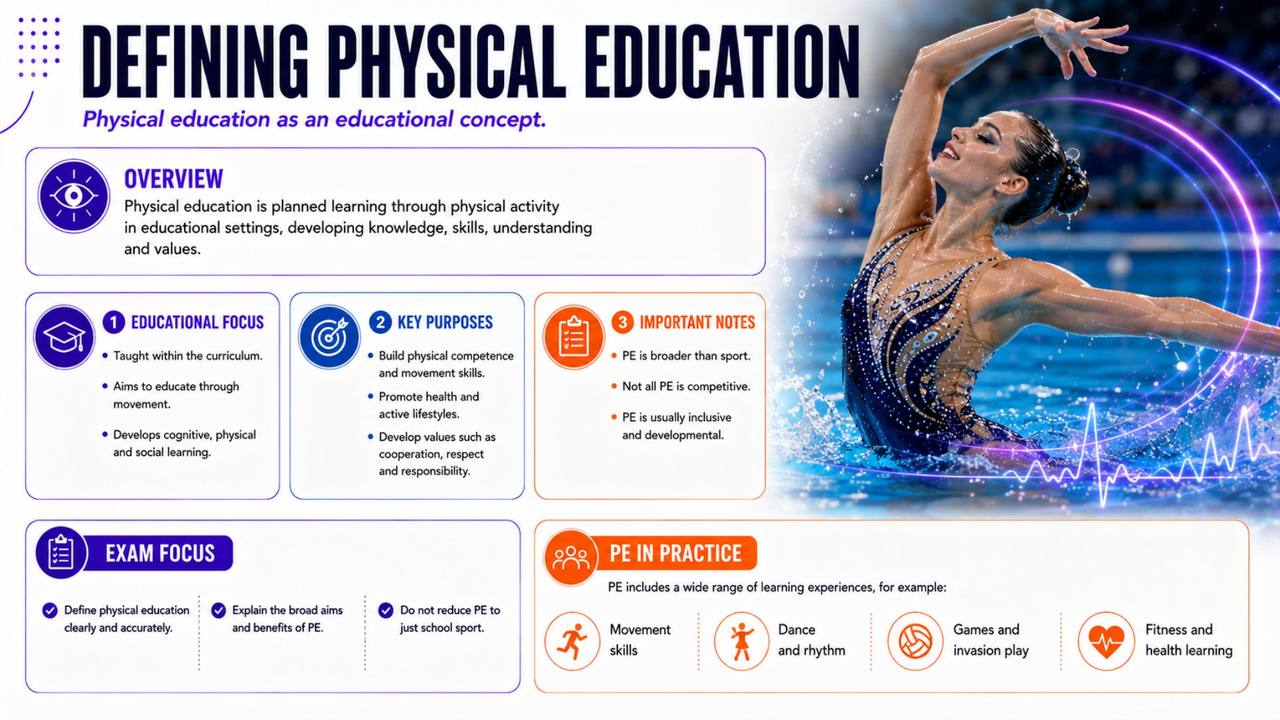 DEFINING PHYSICAL EDUCATION
Physical education as an educational concept.
OVERVIEW
Physical education is planned learning through physical activity
in educational settings, developing knowledge, skills, understanding
and values.
1 EDUCATIONAL FOCUS
• Taught within the curriculum.
• Aims to educate through
movement.
• Develops cognitive, physical
and social learning.
2 KEY PURPOSES
• Build physical competence
and movement skills.
• Promote health and
active lifestyles.
• Develop values such as
cooperation, respect
and responsibility.
3 IMPORTANT NOTES
• PE is broader than sport.
• Not all PE is competitive.
• PE is usually inclusive
and developmental.
EXAM FOCUS
Define physical education
clearly and accurately.
Explain the broad aims
and benefits of PE.
Do not reduce PE to
just school sport.
PE IN PRACTICE
PE includes a wide range of learning experiences, for example:
Movement
skills
Dance
and rhythm
Games and
invasion play
Fitness and
health learning